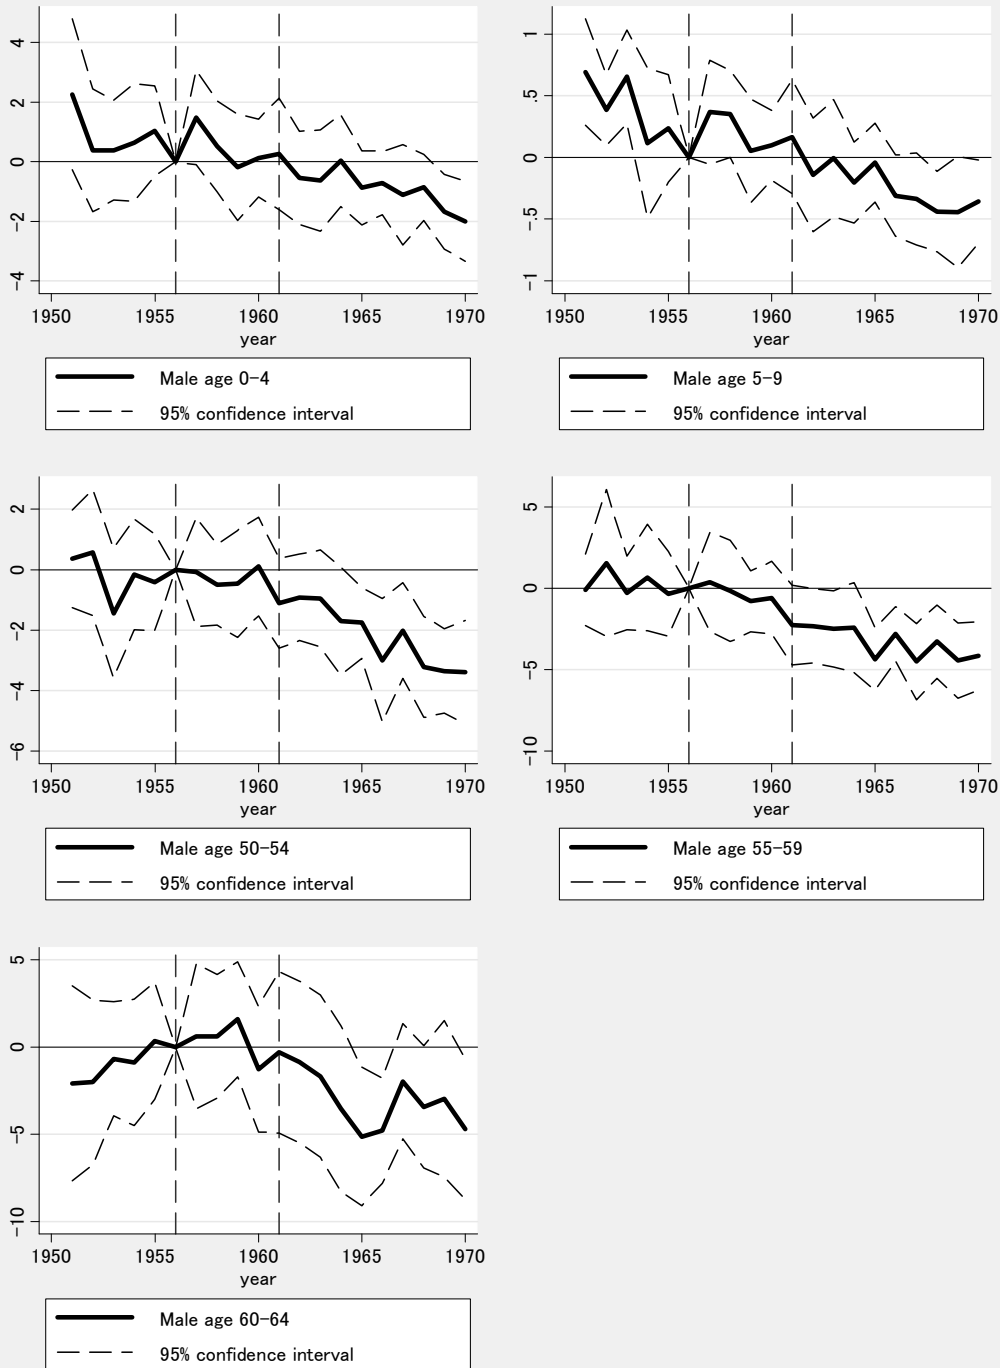 4
2
0
-2
-4
1950 1955 1960 1965 1970
year
Male age 0-4
95% confidence interval
1
.5
0
-.5
-1
1950 1955 1960 1965 1970
year
Male age 5-9
95% confidence interval
2
0
-2
-4
-6
1950 1955 1960 1965 1970
year
Male age 50-54
95% confidence interval
5
0
-5
-10
1950 1955 1960 1965 1970
year
Male age 55-59
95% confidence interval
5
0
-5
-10
1950 1955 1960 1965 1970
year
Male age 60-64
95% confidence interval